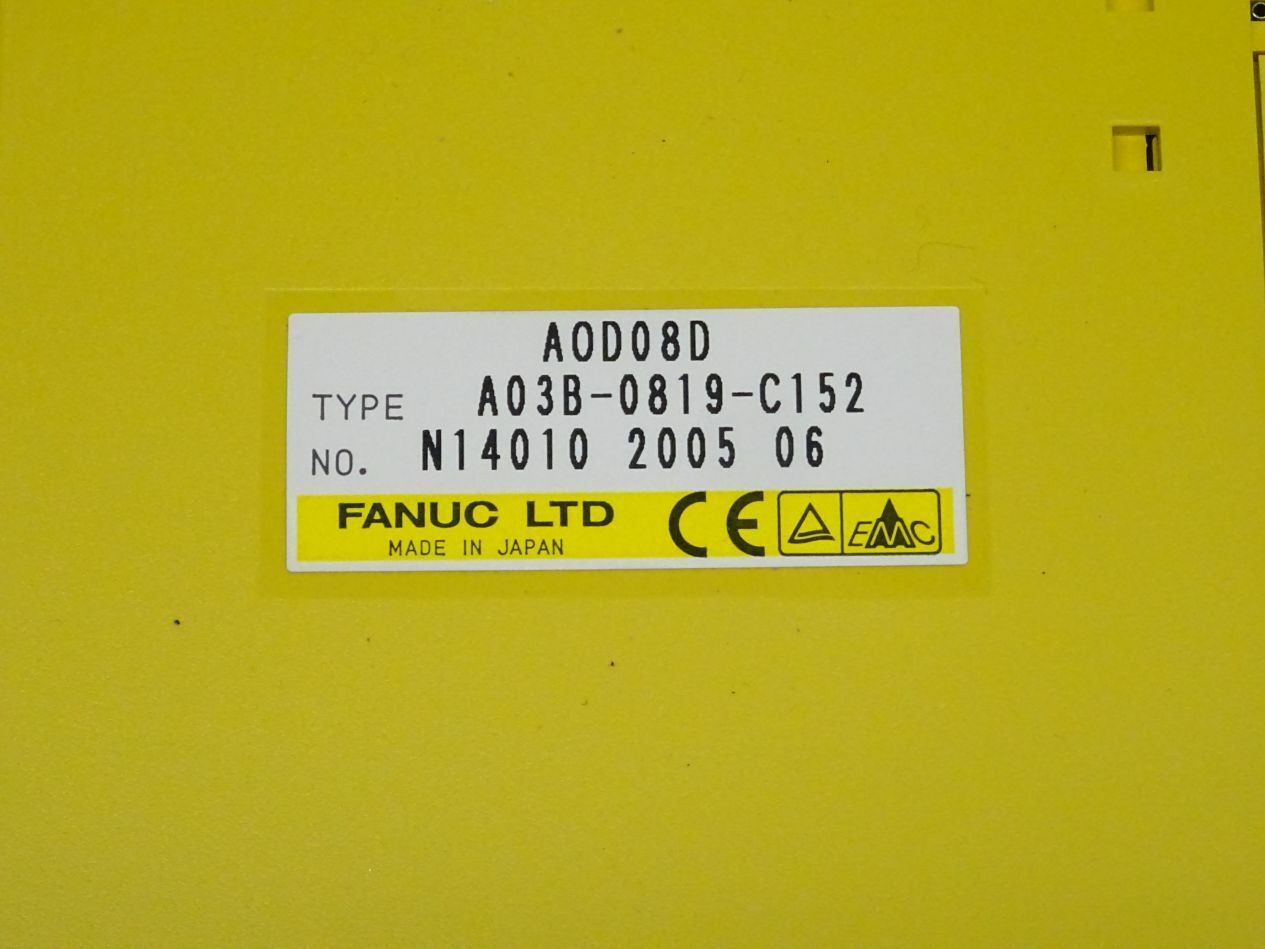 AOD08D
TYPE A03B-0819-C152
NO. N14010 2005 06
FANUC LTD CE EMC
MADE IN JAPAN